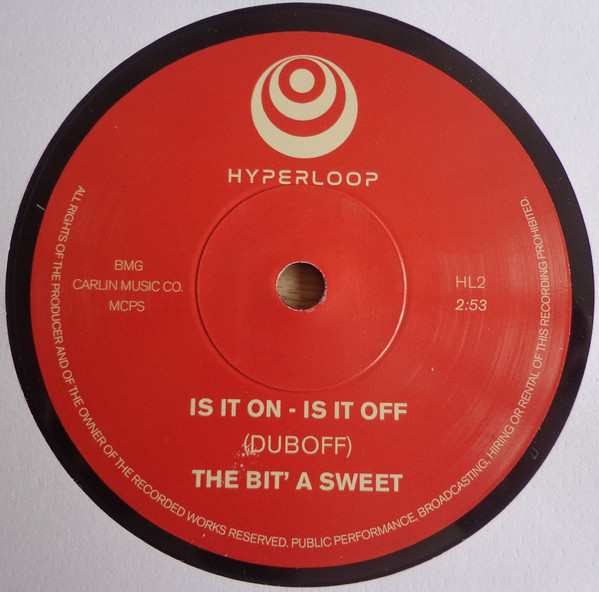 HYPERLOOP
BMG
CARLIN MUSIC CO.
MCPS
HL2
2:53
IS IT ON - IS IT OFF
(DUBOFF)
THE BIT' A SWEET
ALL RIGHTS OF THE PRODUCER AND OF THE OWNER OF THE RECORDED WORKS RESERVED. PUBLIC PERFORMANCE, BROADCASTING, HIRING OR RENTAL OF THIS RECORDING PROHIBITED.